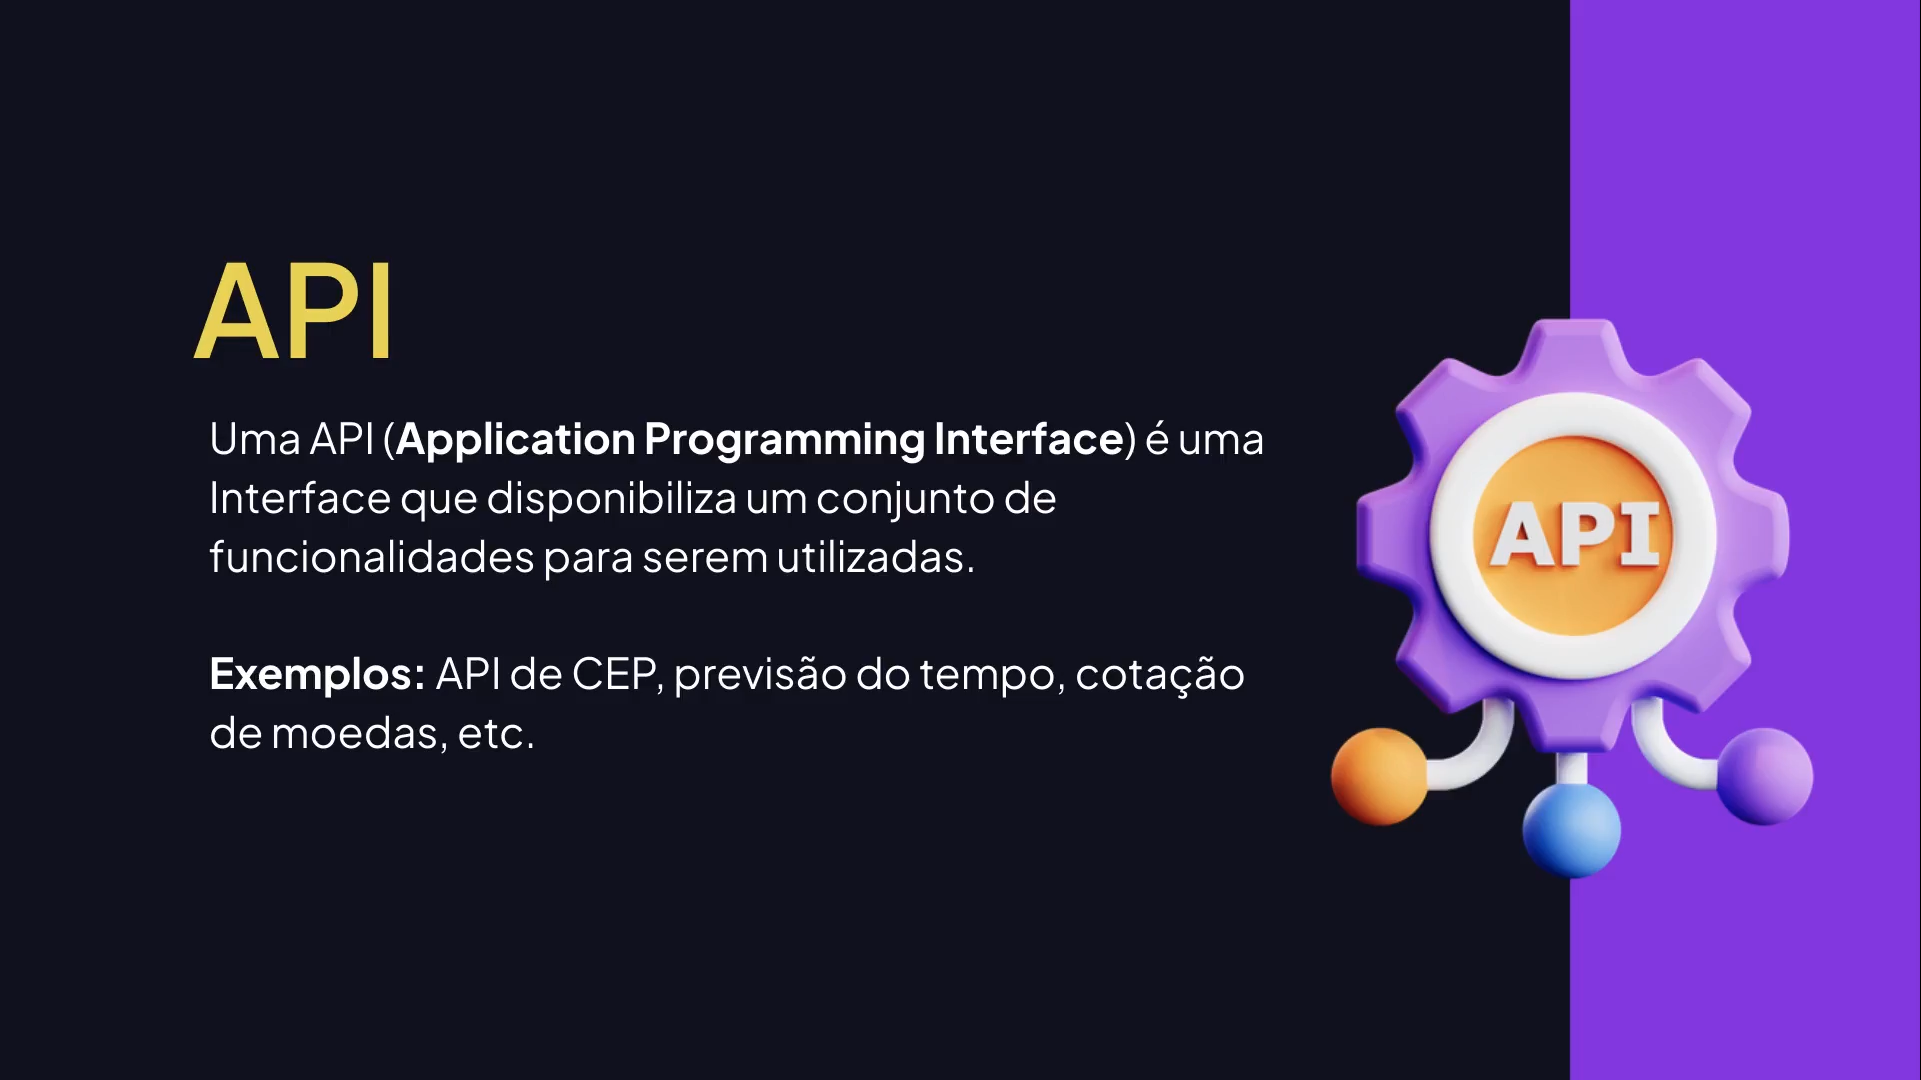 API
Uma API (Application Programming Interface) é uma
Interface que disponibiliza um conjunto de
funcionalidades para serem utilizadas.
Exemplos: API de CEP, previsão do tempo, cotação
de moedas, etc.
API